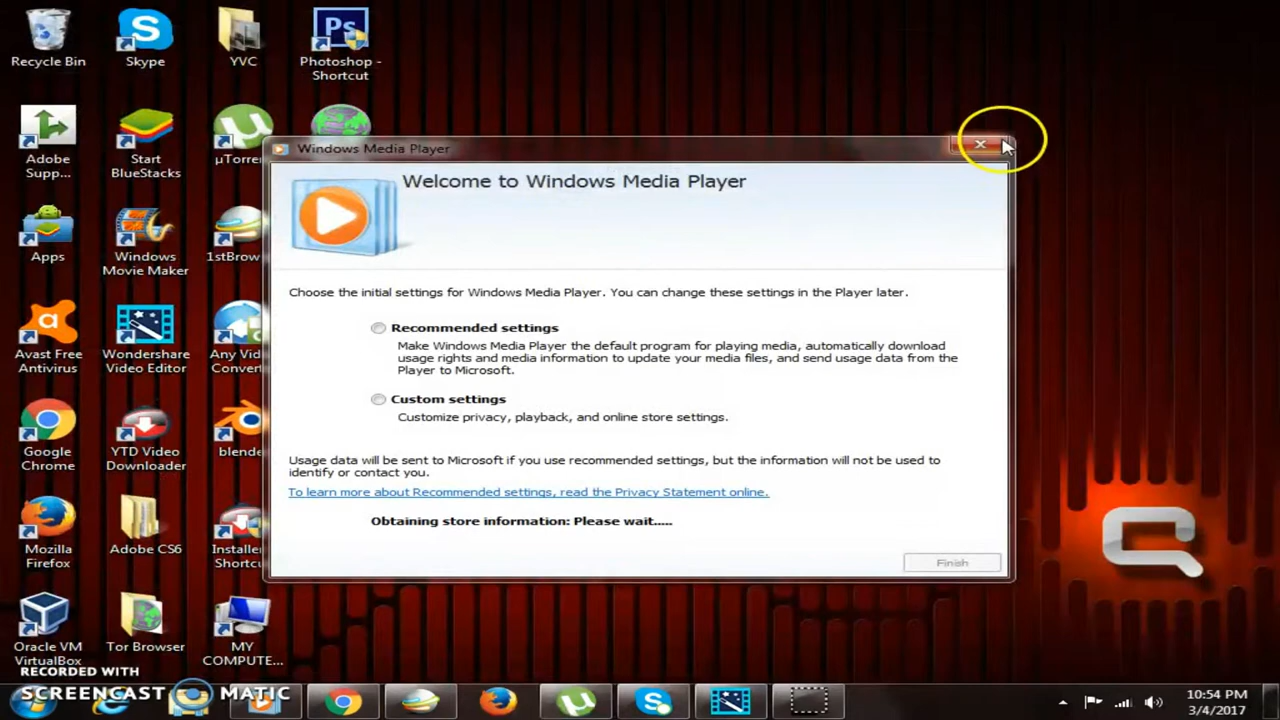 Recycle Bin
Skype
YVC
Ps
Photoshop -
Shortcut
Adobe
Supp...
Start
BlueStacks
µTorren
Apps
Windows
Movie Maker
1stBrow
Avast Free
Antivirus
Wondershare
Video Editor
Any Vid
Convert
Google
Chrome
YTD Video
Downloader
blende
Mozilla
Firefox
Adobe CS6
Installe
Shortcu
Oracle VM
VirtualBox
Tor Browser
MY
COMPUTE...
Windows Media Player
Welcome to Windows Media Player
Choose the initial settings for Windows Media Player. You can change these settings in the Player later.
Recommended settings
Make Windows Media Player the default program for playing media, automatically download
usage rights and media information to update your media files, and send usage data from the
Player to Microsoft.
Custom settings
Customize privacy, playback, and online store settings.
Usage data will be sent to Microsoft if you use recommended settings, but the information will not be used to
identify or contact you.
To learn more about Recommended settings, read the Privacy Statement online.
Obtaining store information: Please wait.....
Finish
RECORDED WITH
SCREENCAST MATIC
10:54 PM
3/4/2017